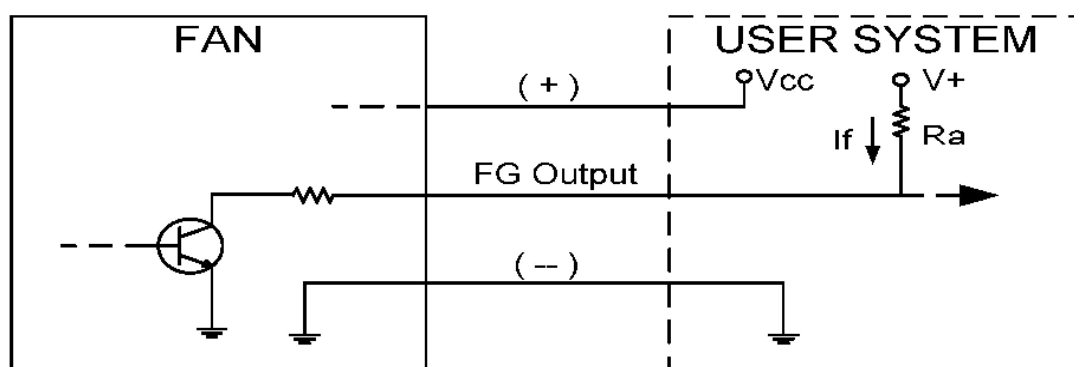 FAN
USER SYSTEM
( + )
Vcc
V+
If
Ra
FG Output
( -- )